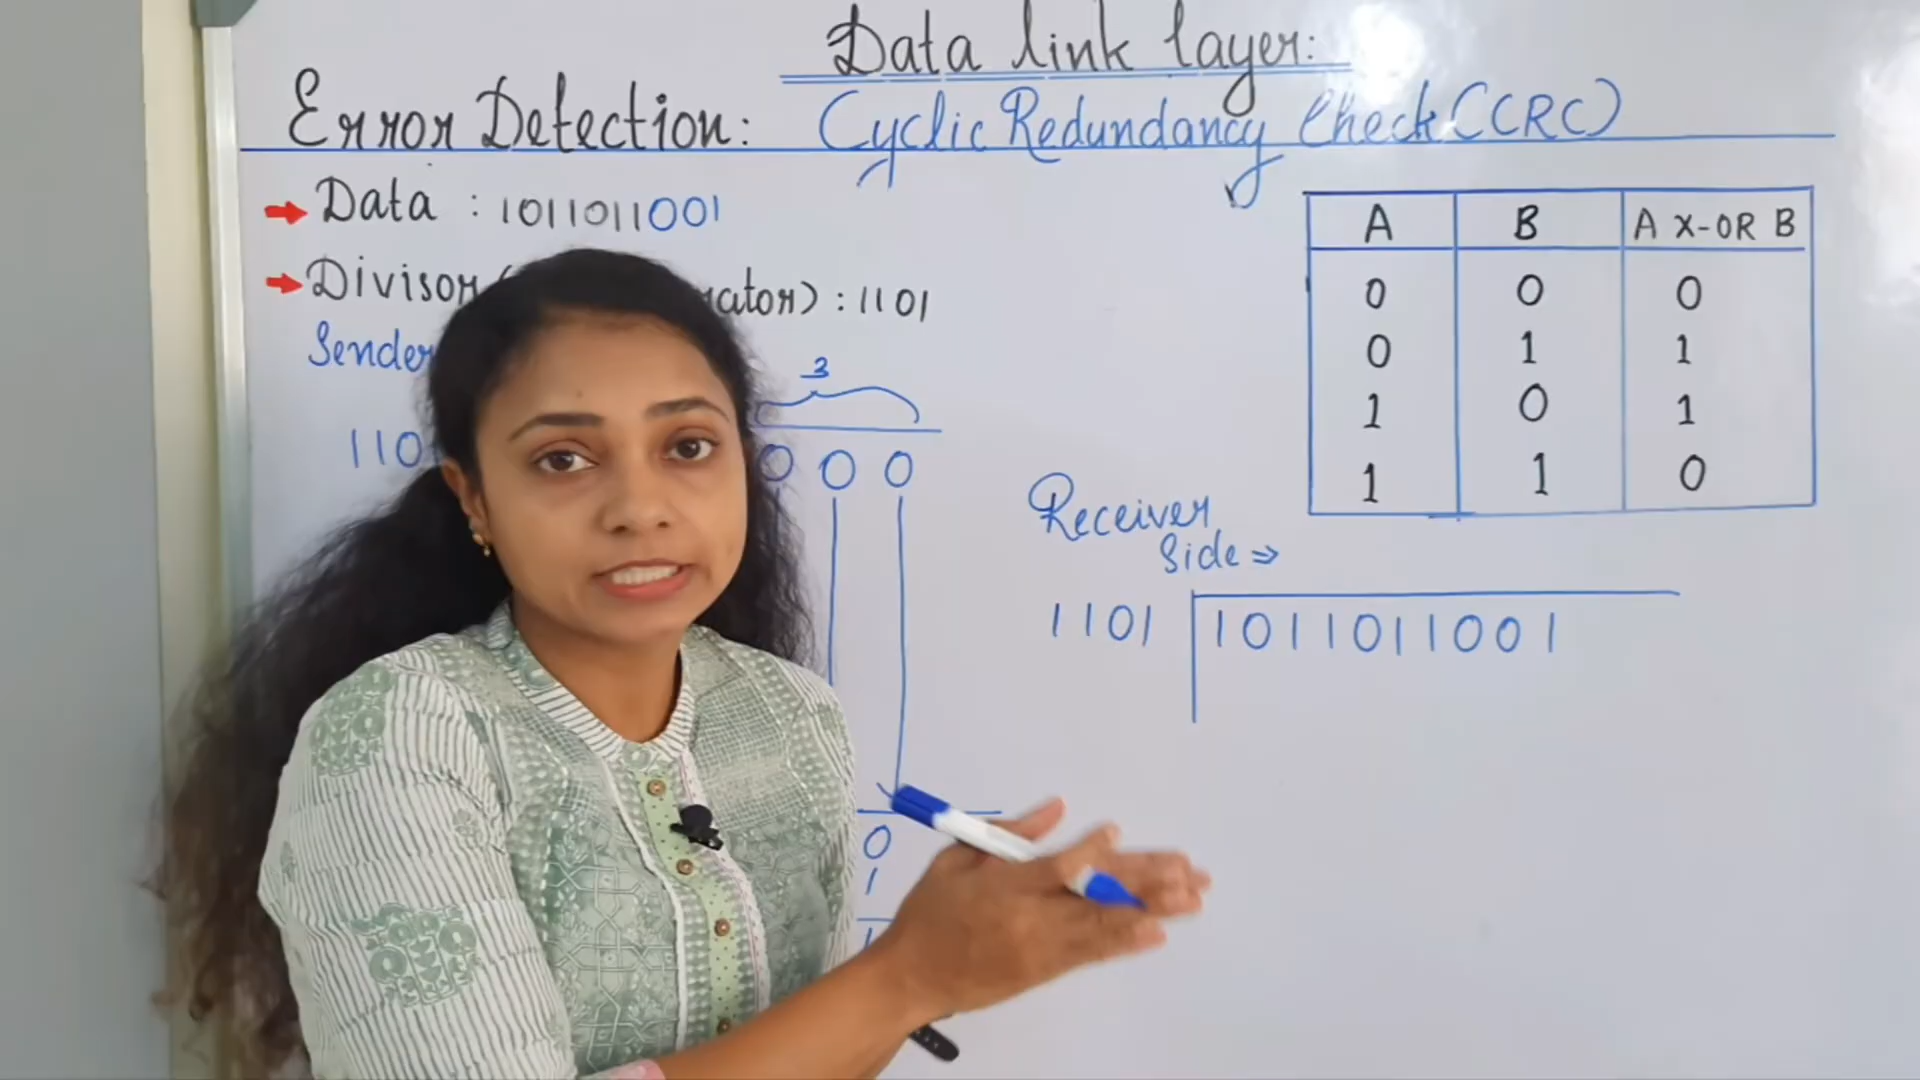 Data link layer:
Error Detection: Cyclic Redundancy Check (CRC)
Data : 1011011001
Divisor ( ator) : 1101
Sender
3
110
0 0 0
0
1
1
A B A X-OR B
0 0 0
0 1 1
1 0 1
1 1 0
Receiver
Side ⇒
1101 1011011001